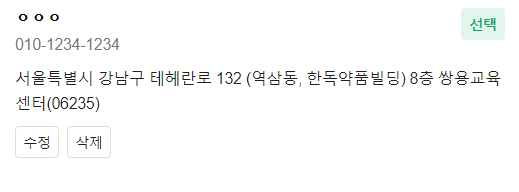 ㅇㅇㅇ
선택
010-1234-1234
서울특별시 강남구 테헤란로 132 (역삼동, 한독약품빌딩) 8층 쌍용교육
센터(06235)
수정
삭제